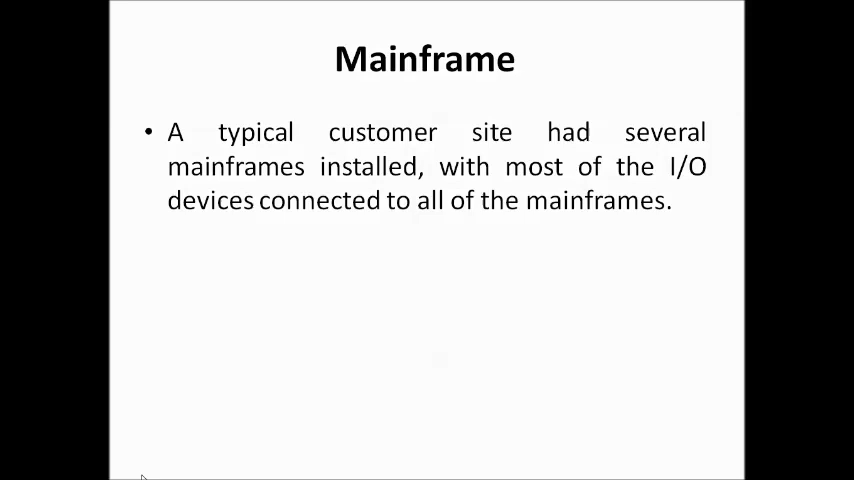 Mainframe
• A typical customer site had several
mainframes installed, with most of the I/O
devices connected to all of the mainframes.